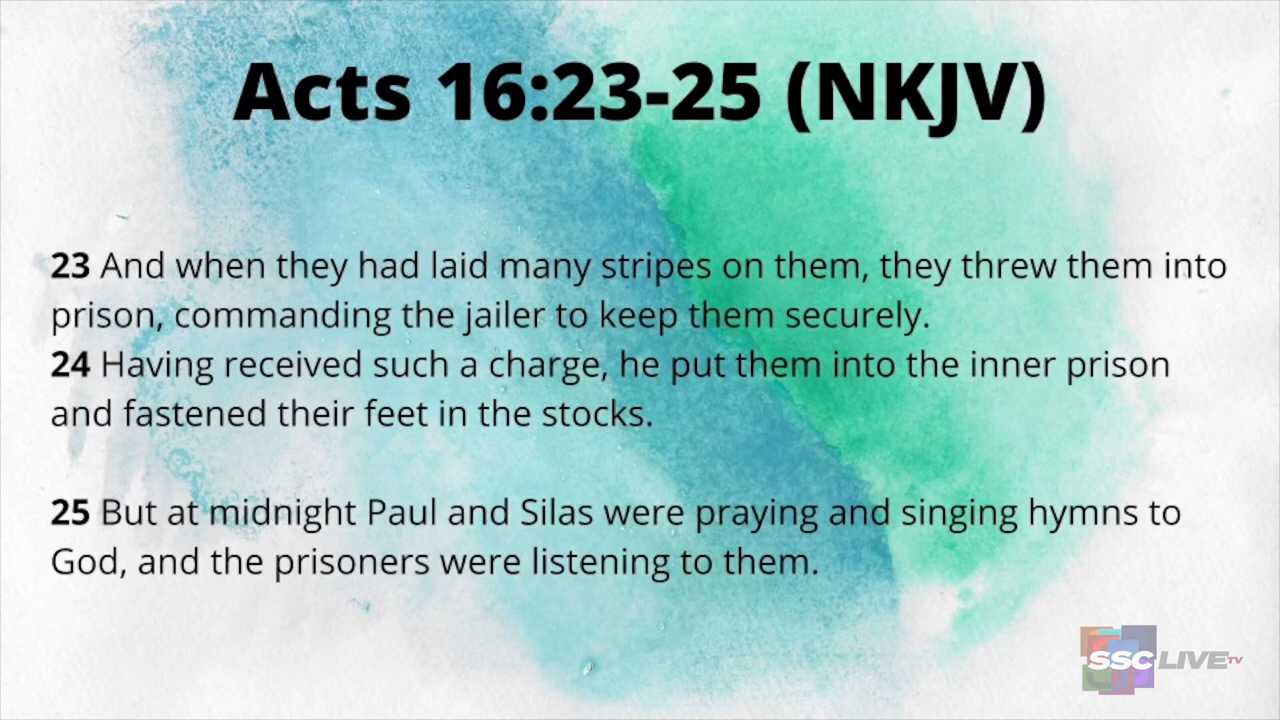 Acts 16:23-25 (NKJV)
23 And when they had laid many stripes on them, they threw them into
prison, commanding the jailer to keep them securely.
24 Having received such a charge, he put them into the inner prison
and fastened their feet in the stocks.
25 But at midnight Paul and Silas were praying and singing hymns to
God, and the prisoners were listening to them.
SSC LIVE TV